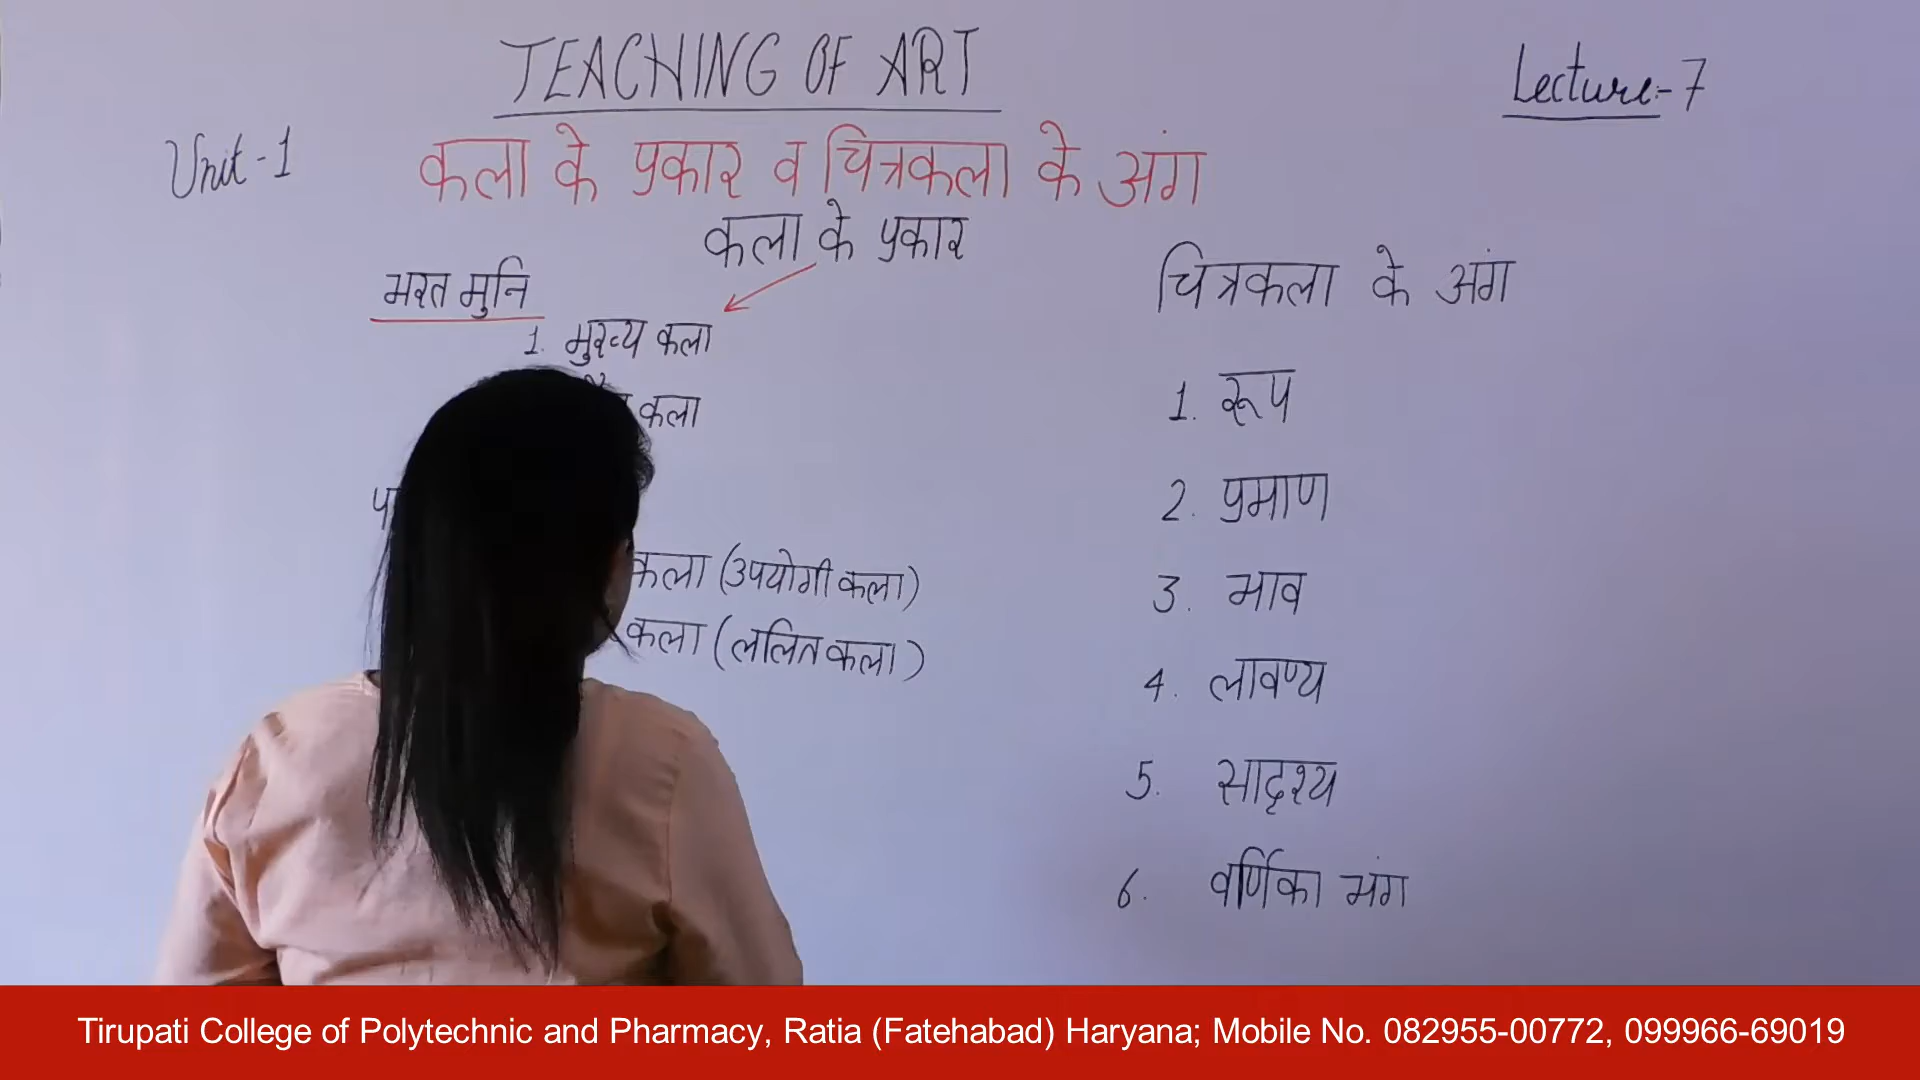 TEACHING OF ART
Lecture:- 7
Unit - 1
कला के प्रकार व चित्रकला के अंग
कला के प्रकार
भरत मुनि
1. मुख्य कला
कला
कला (उपयोगी कला)
कला (ललित कला)
चित्रकला के अंग
1. रूप
2. प्रमाण
3. भाव
4. लावण्य
5. सादृश्य
6. वर्णिका भंग
Tirupati College of Polytechnic and Pharmacy, Ratia (Fatehabad) Haryana; Mobile No. 082955-00772, 099966-69019